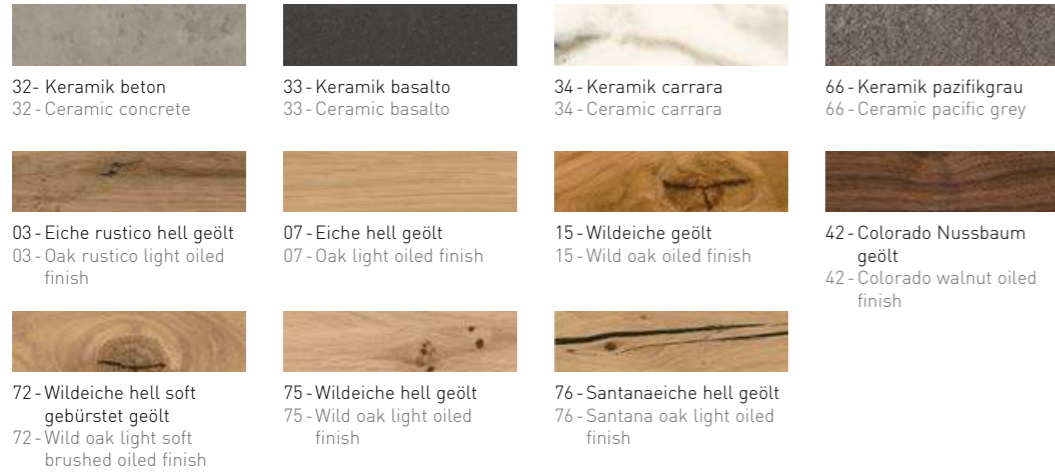 32- Keramik beton
32 - Ceramic concrete
33 - Keramik basalto
33 - Ceramic basalto
34 - Keramik carrara
34 - Ceramic carrara
66 - Keramik pazifikgrau
66 - Ceramic pacific grey
03 - Eiche rustico hell geölt
03 - Oak rustico light oiled
finish
07 - Eiche hell geölt
07 - Oak light oiled finish
15 - Wildeiche geölt
15 - Wild oak oiled finish
42 - Colorado Nussbaum
geölt
42 - Colorado walnut oiled
finish
72 - Wildeiche hell soft
gebürstet geölt
72 - Wild oak light soft
brushed oiled finish
75 - Wildeiche hell geölt
75 - Wild oak light oiled
finish
76 - Santanaeiche hell geölt
76 - Santana oak light oiled
finish